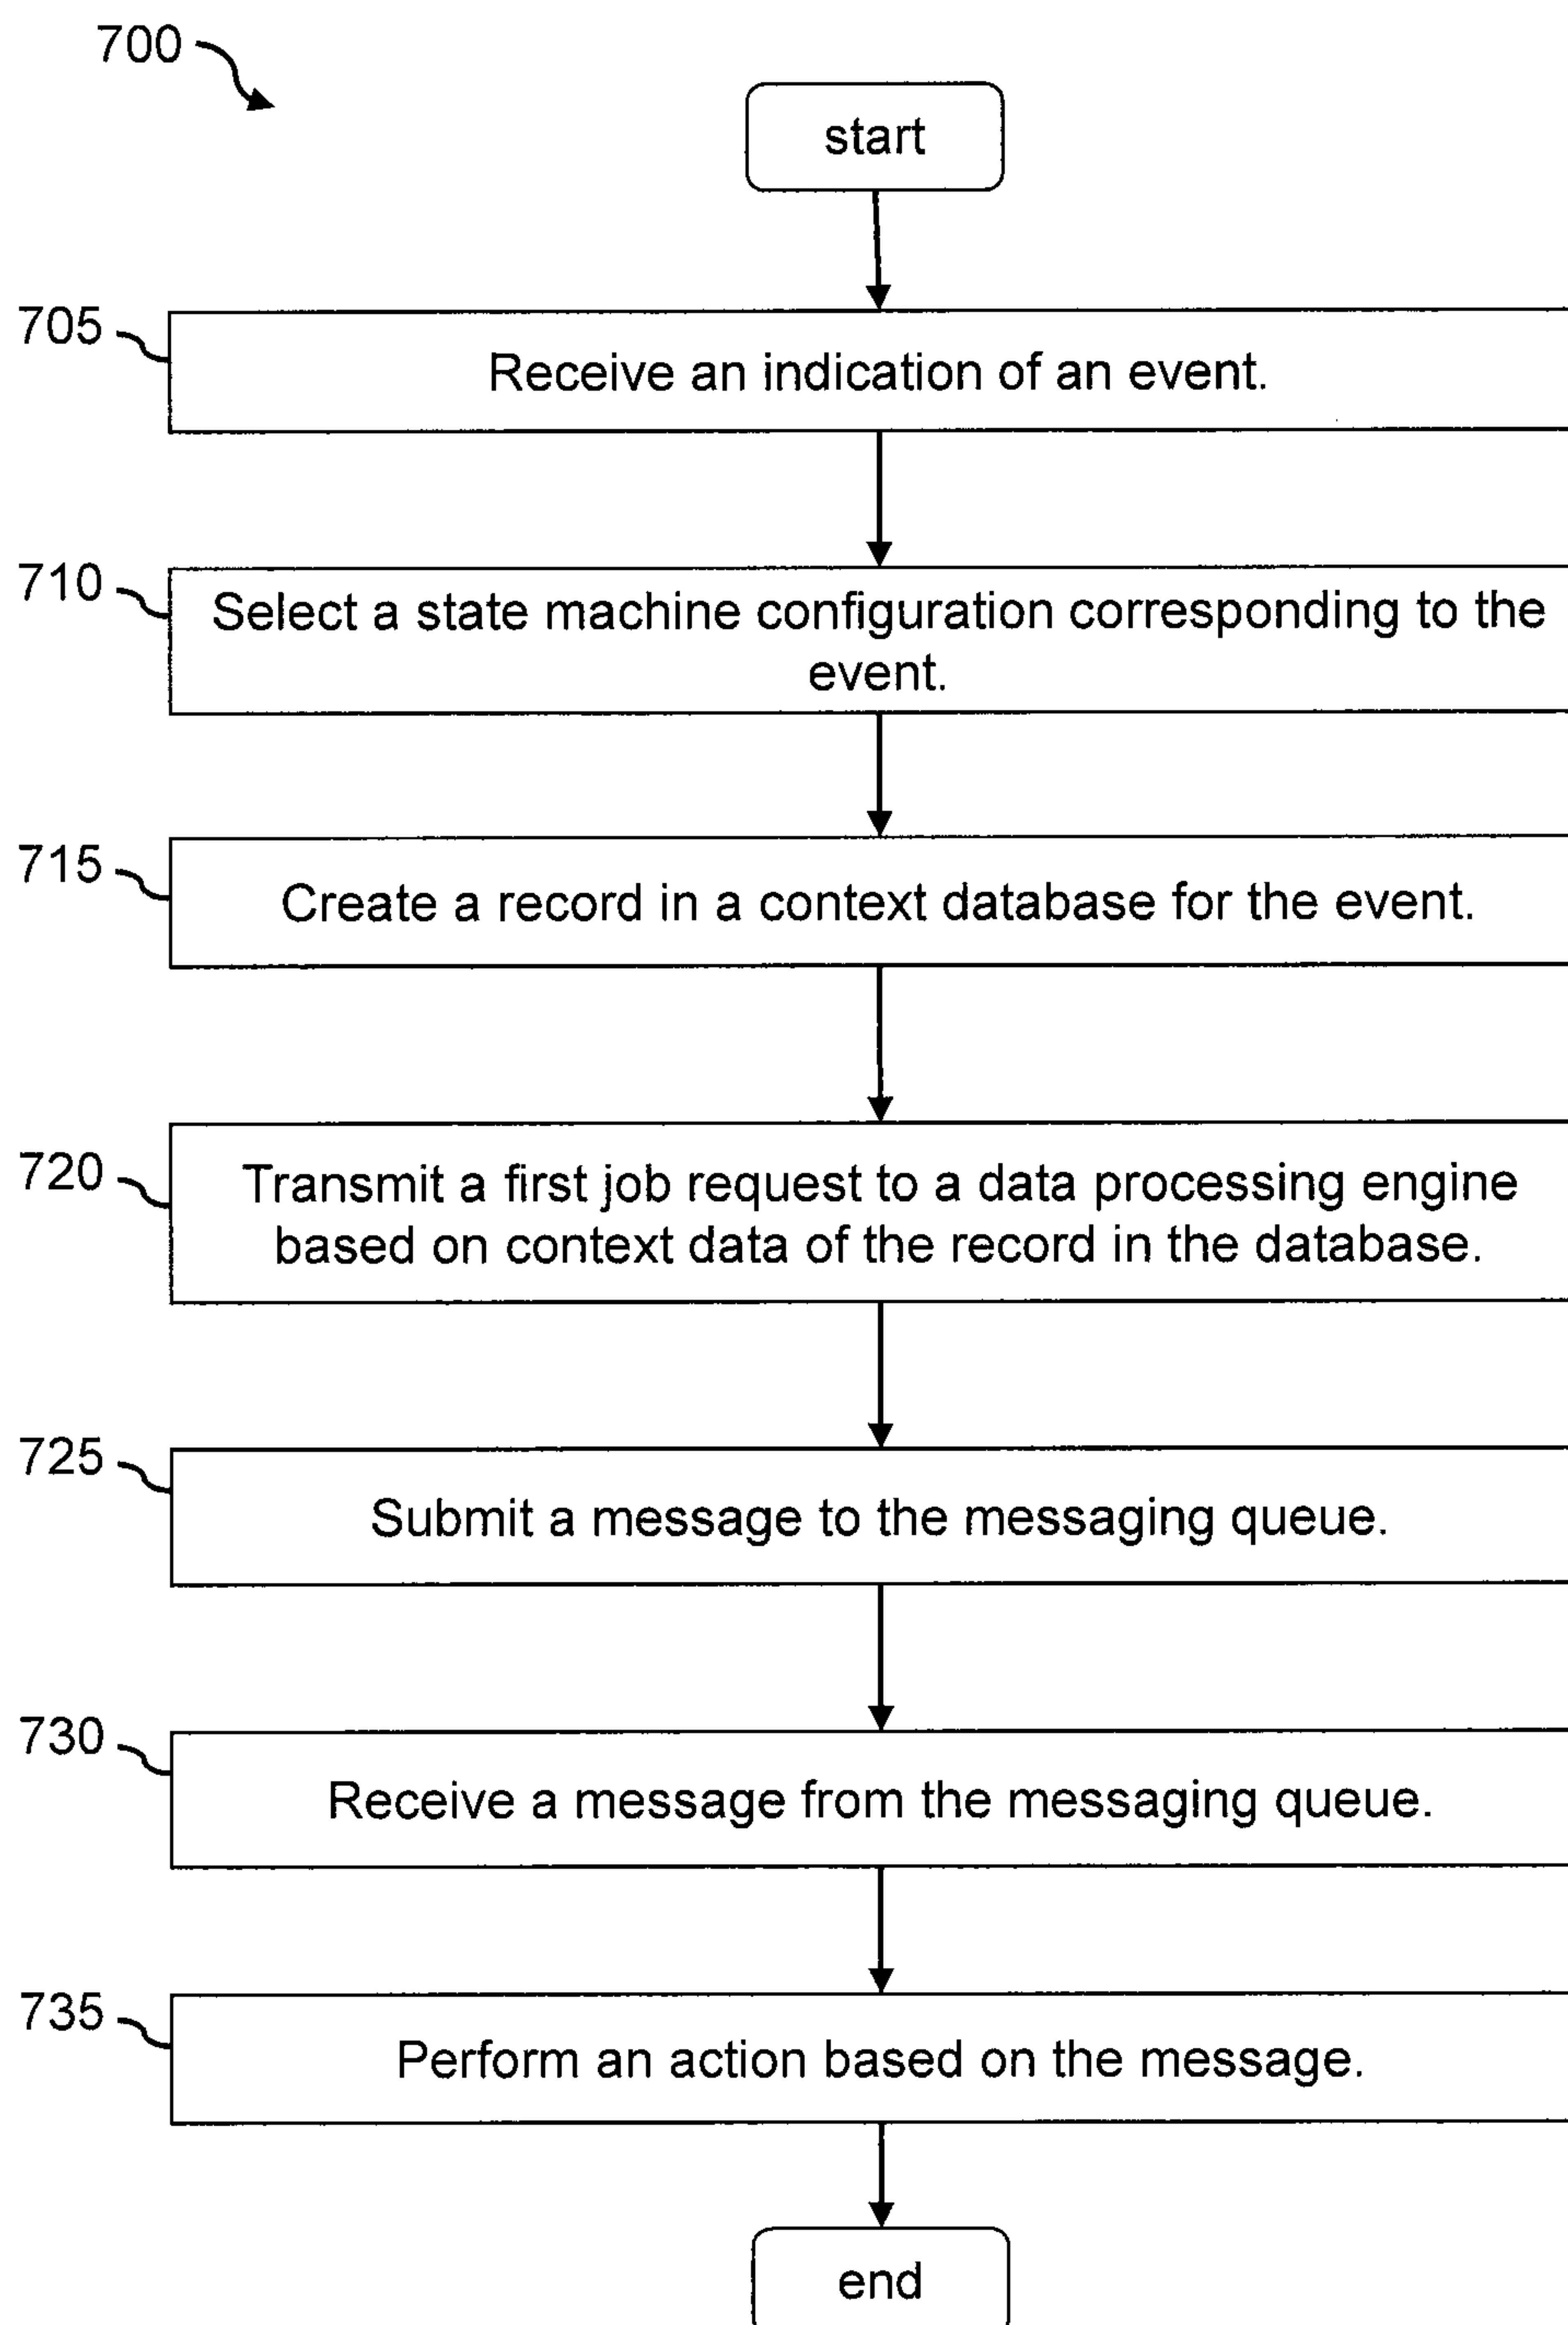 700
start
705
Receive an indication of an event.
710
Select a state machine configuration corresponding to the
event.
715
Create a record in a context database for the event.
720
Transmit a first job request to a data processing engine
based on context data of the record in the database.
725
Submit a message to the messaging queue.
730
Receive a message from the messaging queue.
735
Perform an action based on the message.
end